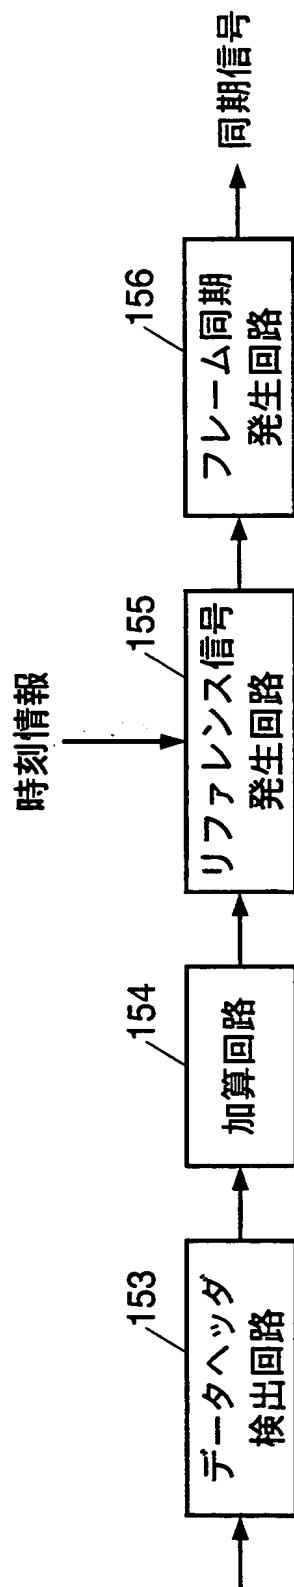 153
データヘッダ
検出回路
154
加算回路
時刻情報
155
リファレンス信号
発生回路
156
フレーム同期
発生回路
同期信号